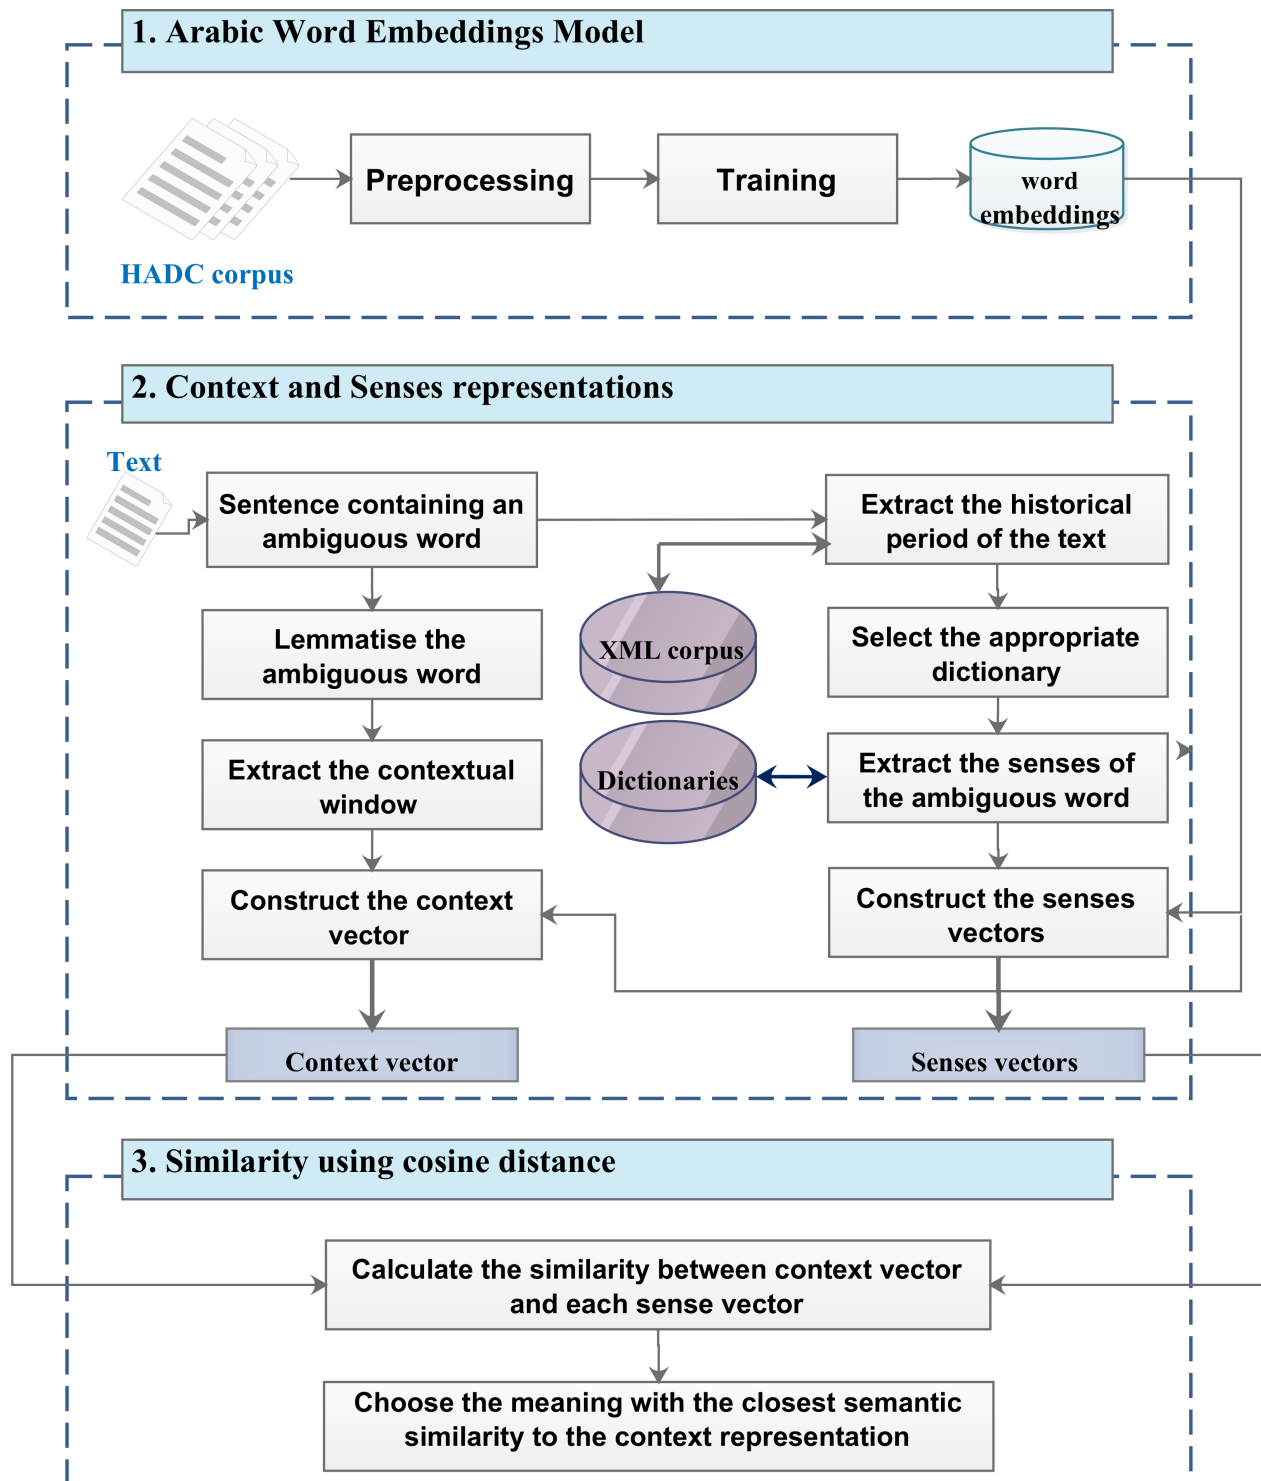 1. Arabic Word Embeddings Model
Preprocessing
Training
word
embeddings
HADC corpus
2. Context and Senses representations
Text
Sentence containing an
ambiguous word
Extract the historical
period of the text
Lemmatise the
ambiguous word
XML corpus
Select the appropriate
dictionary
Extract the contextual
window
Dictionaries
Extract the senses of
the ambiguous word
Construct the context
vector
Construct the senses
vectors
Context vector
Senses vectors
3. Similarity using cosine distance
Calculate the similarity between context vector
and each sense vector
Choose the meaning with the closest semantic
similarity to the context representation